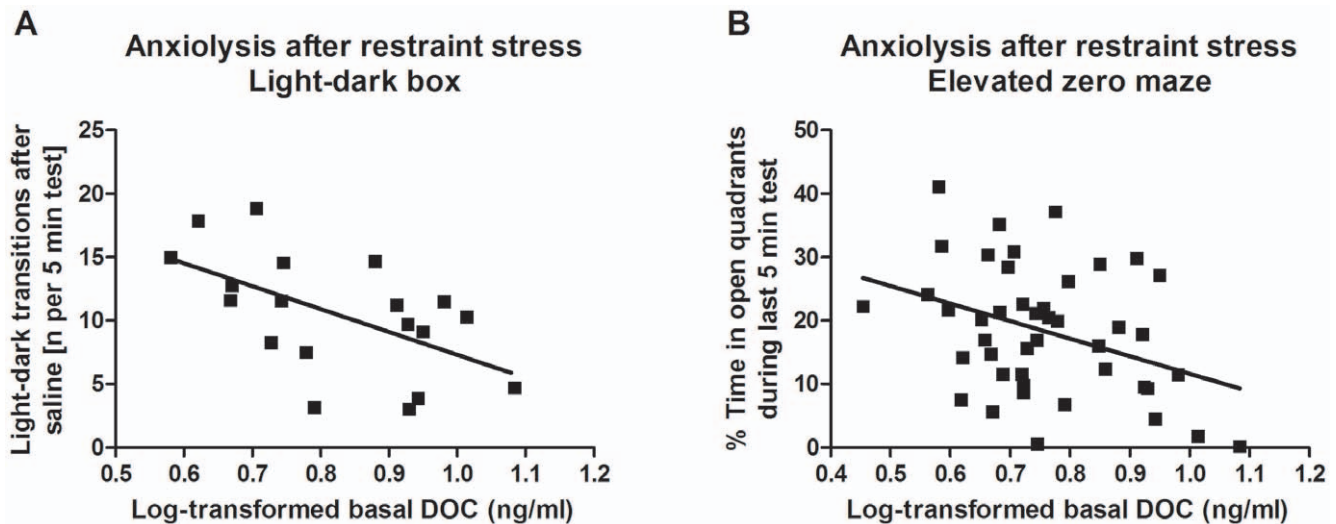 A
Anxiolysis after restraint stress
Light-dark box
Light-dark transitions after
saline [n per 5 min test]
25
20
15
10
5
0
0.5 0.6 0.7 0.8 0.9 1.0 1.1 1.2
Log-transformed basal DOC (ng/ml)
B
Anxiolysis after restraint stress
Elevated zero maze
% Time in open quadrants
during last 5 min test
50
40
30
20
10
0
0.4 0.5 0.6 0.7 0.8 0.9 1.0 1.1 1.2
Log-transformed basal DOC (ng/ml)